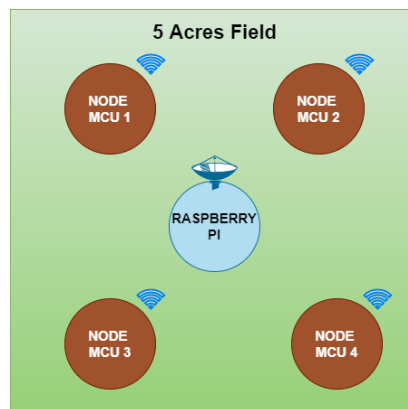 5 Acres Field
NODE
MCU 1
NODE
MCU 2
RASPBERRY
PI
NODE
MCU 3
NODE
MCU 4